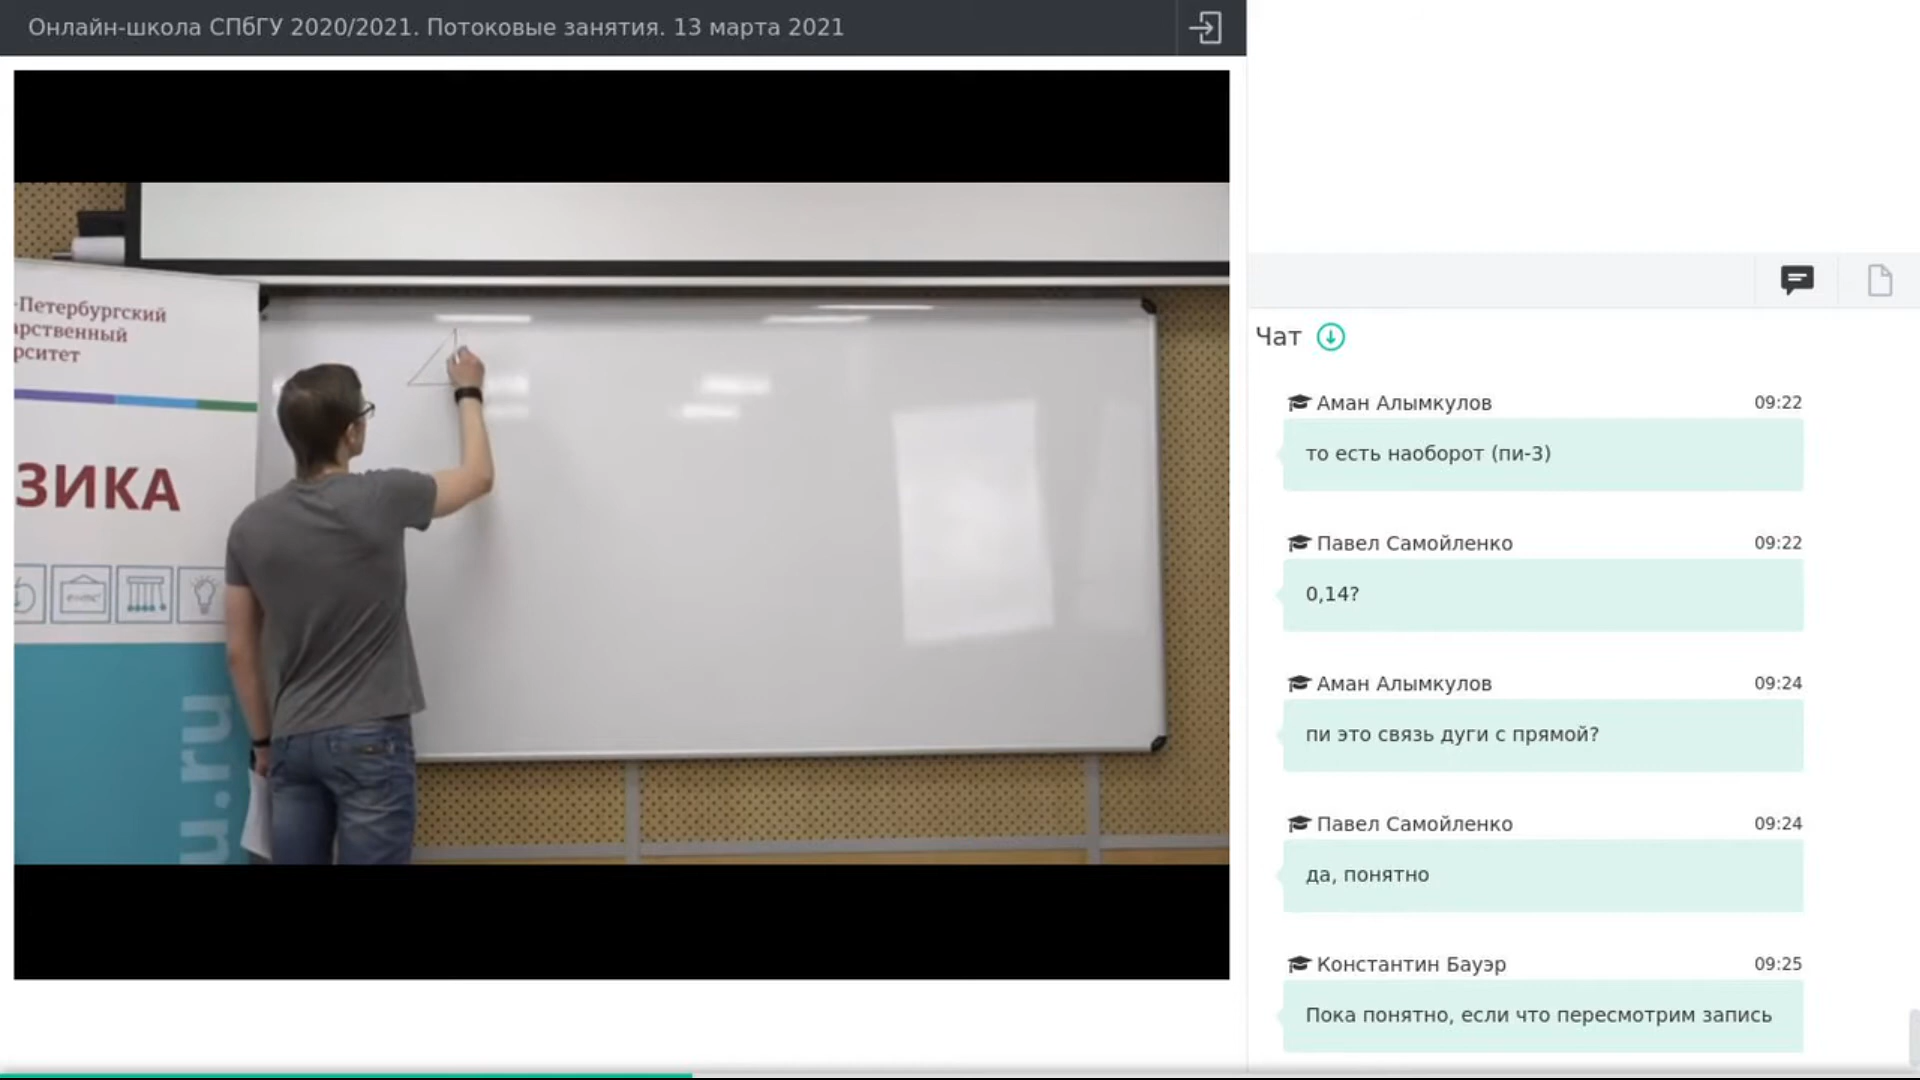 Онлайн-школа СПбГУ 2020/2021. Потоковые занятия. 13 марта 2021
-Петербургский
арственный
рситет
ЗИКА
u.ru
Чат
Аман Алымкулов 09:22
то есть наоборот (пи-3)
Павел Самойленко 09:22
0,14?
Аман Алымкулов 09:24
пи это связь дуги с прямой?
Павел Самойленко 09:24
да, понятно
Константин Бауэр 09:25
Пока понятно, если что пересмотрим запись